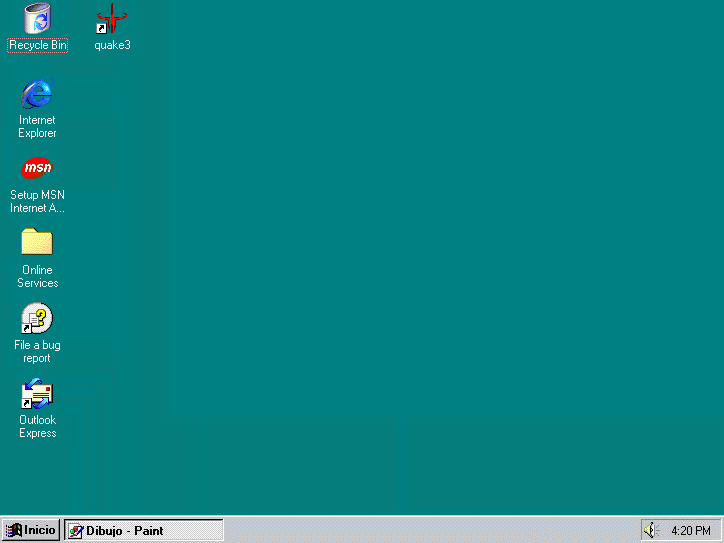 Recycle Bin
quake3
Internet
Explorer
msn
Setup MSN
Internet A...
Online
Services
File a bug
report
Outlook
Express
Inicio
Dibujo - Paint
4:20 PM